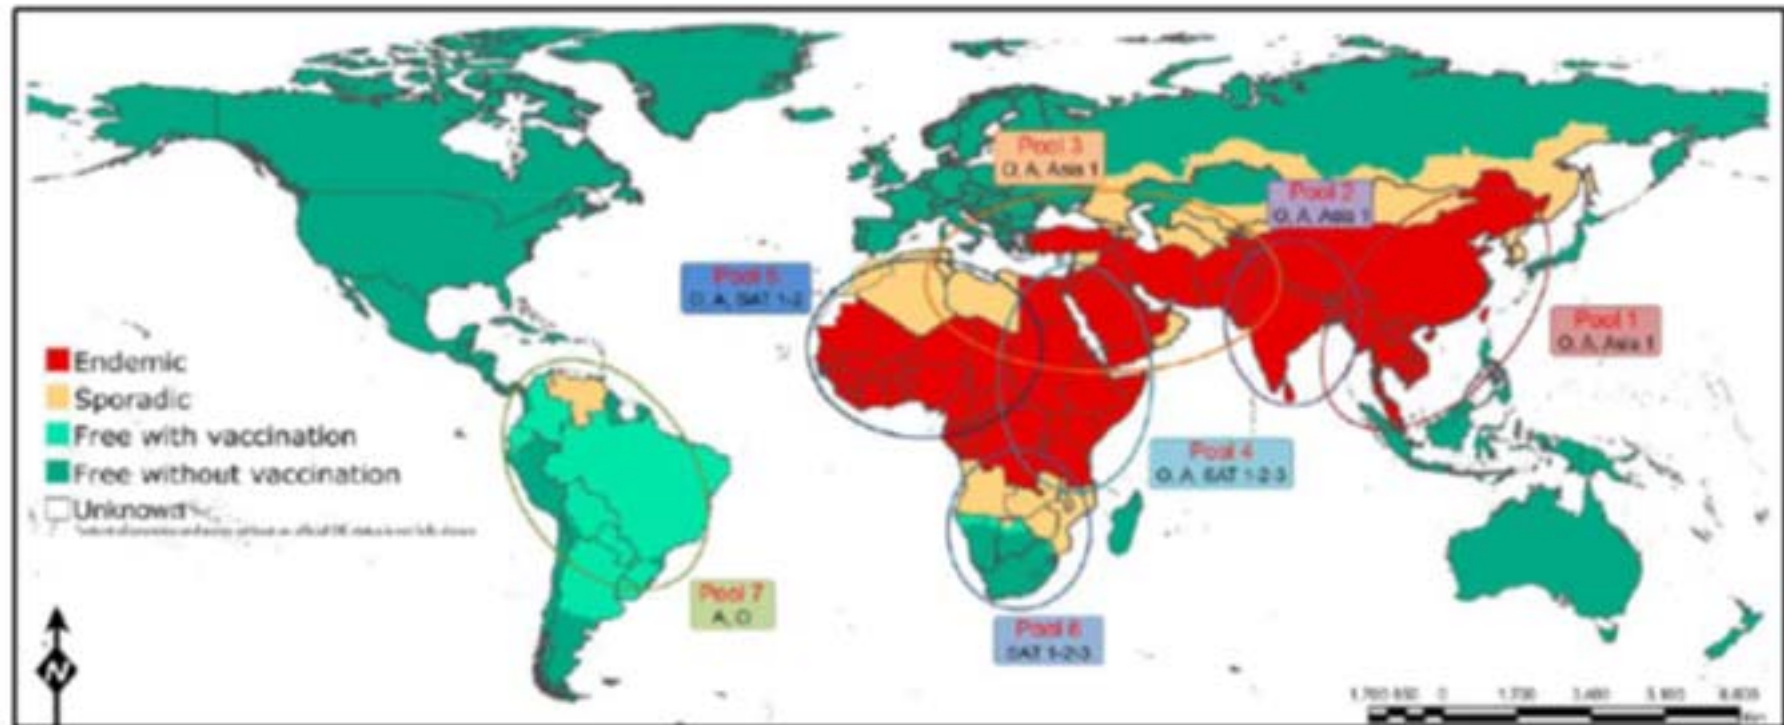 Pool 3
O, A, Asia 1
Pool 2
O, A, Asia 1
Pool 5
O, A, SAT 1-2
Pool 1
O, A, Asia 1
Endemic
Sporadic
Free with vaccination
Free without vaccination
Unknown
Pool 4
O, A, SAT 1-2-3
Pool 7
A, O
Pool 6
SAT 1-2-3
N
0